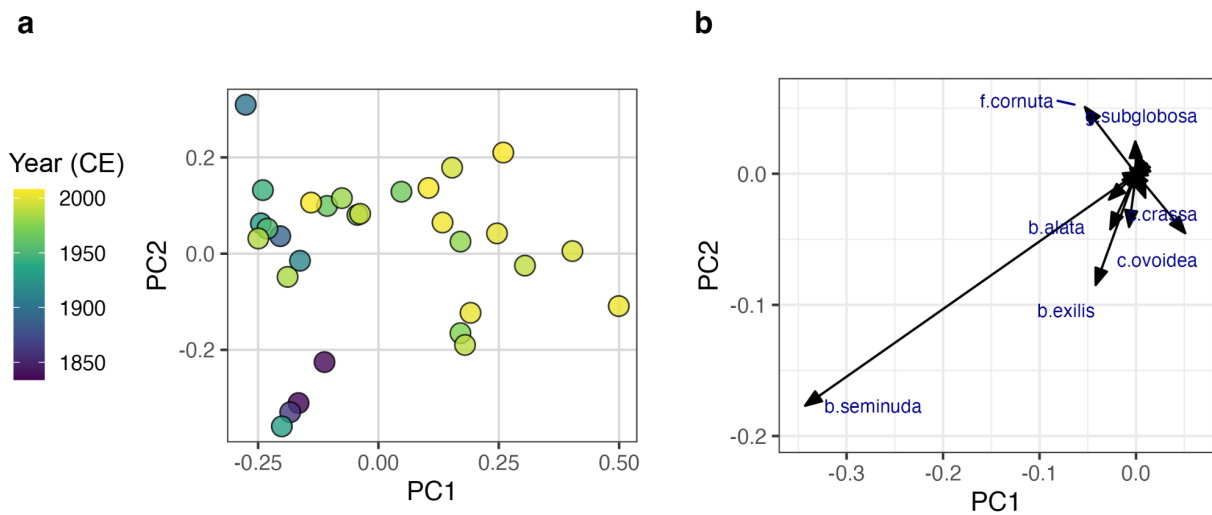 a
b
Year (CE)
2000
1950
1900
1850
PC2
0.2
0.0
-0.2
-0.25
0.00
0.25
0.50
PC1
PC2
0.0
-0.1
-0.2
f.cornuta
subglobosa
b.alata
crassa
c.ovoidea
b.exilis
b.seminuda
-0.3
-0.2
-0.1
0.0
PC1